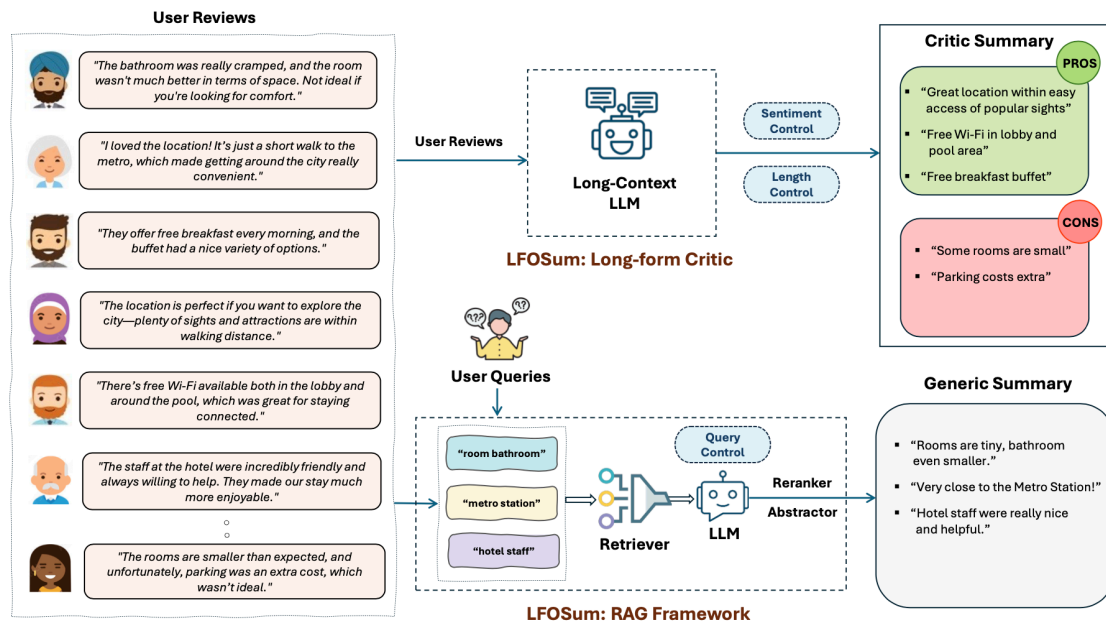 User Reviews
"The bathroom was really cramped, and the room
wasn't much better in terms of space. Not ideal if
you're looking for comfort."
"I loved the location! It's just a short walk to the
metro, which made getting around the city really
convenient."
"They offer free breakfast every morning, and the
buffet had a nice variety of options."
"The location is perfect if you want to explore the
city—plenty of sights and attractions are within
walking distance."
"There's free Wi-Fi available both in the lobby and
around the pool, which was great for staying
connected."
"The staff at the hotel were incredibly friendly and
always willing to help. They made our stay much
more enjoyable."
"The rooms are smaller than expected, and
unfortunately, parking was an extra cost, which
wasn't ideal."
User Reviews
Long-Context
LLM
LFOSum: Long-form Critic
Sentiment
Control
Length
Control
Critic Summary
PROS
▪ "Great location within easy
access of popular sights"
▪ "Free Wi-Fi in lobby and
pool area"
▪ "Free breakfast buffet"
CONS
▪ "Some rooms are small"
▪ "Parking costs extra"
??? ?
User Queries
"room bathroom"
"metro station"
"hotel staff"
Retriever
Query
Control
LLM
Reranker
Abstractor
LFOSum: RAG Framework
Generic Summary
▪ "Rooms are tiny, bathroom
even smaller."
▪ "Very close to the Metro Station!"
▪ "Hotel staff were really nice
and helpful."